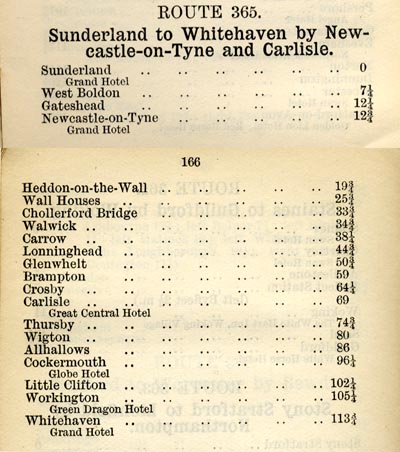 ROUTE 365.
Sunderland to Whitehaven by New-
castle-on-Tyne and Carlisle.
Sunderland .. .. .. .. .. 0
Grand Hotel
West Boldon .. .. .. .. .. 7¼
Gateshead .. .. .. .. .. 12¼
Newcastle-on-Tyne .. .. .. .. 12¾
Grand Hotel
166
Heddon-on-the-Wall .. .. .. .. 19¾
Wall Houses .. .. .. .. .. 25¾
Chollerford Bridge .. .. .. .. 33¾
Walwick .. .. .. .. .. .. 34¾
Carrow .. .. .. .. .. .. 38¼
Lonninghead .. .. .. .. .. 44¾
Glenwhelt .. .. .. .. .. 50¾
Brampton .. .. .. .. .. 59
Crosby .. .. .. .. .. .. 64¼
Carlisle .. .. .. .. .. .. 69
Great Central Hotel
Thursby .. .. .. .. .. .. 74¾
Wigton .. .. .. .. .. .. 80
Allhallows .. .. .. .. .. 86
Cockermouth .. .. .. .. .. 96¼
Globe Hotel
Little Clifton .. .. .. .. .. 102¼
Workington .. .. .. .. .. 105¼
Green Dragon Hotel
Whitehaven .. .. .. .. .. 113¾
Grand Hotel